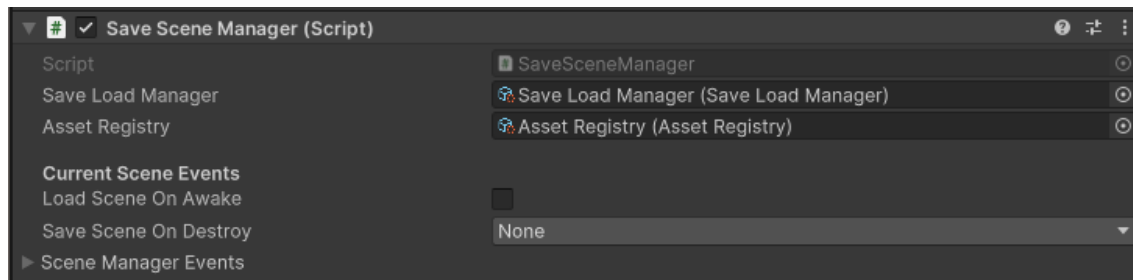 # Save Scene Manager (Script)
Script # SaveSceneManager
Save Load Manager Save Load Manager (Save Load Manager)
Asset Registry Asset Registry (Asset Registry)
Current Scene Events
Load Scene On Awake
Save Scene On Destroy None
Scene Manager Events